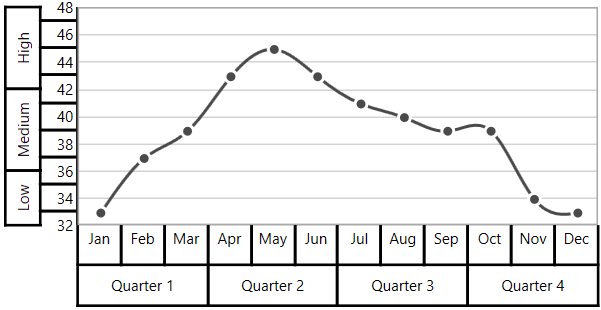 High
Medium
Low
48
46
44
42
40
38
36
34
32
Jan Feb Mar Apr May Jun Jul Aug Sep Oct Nov Dec
Quarter 1 Quarter 2 Quarter 3 Quarter 4